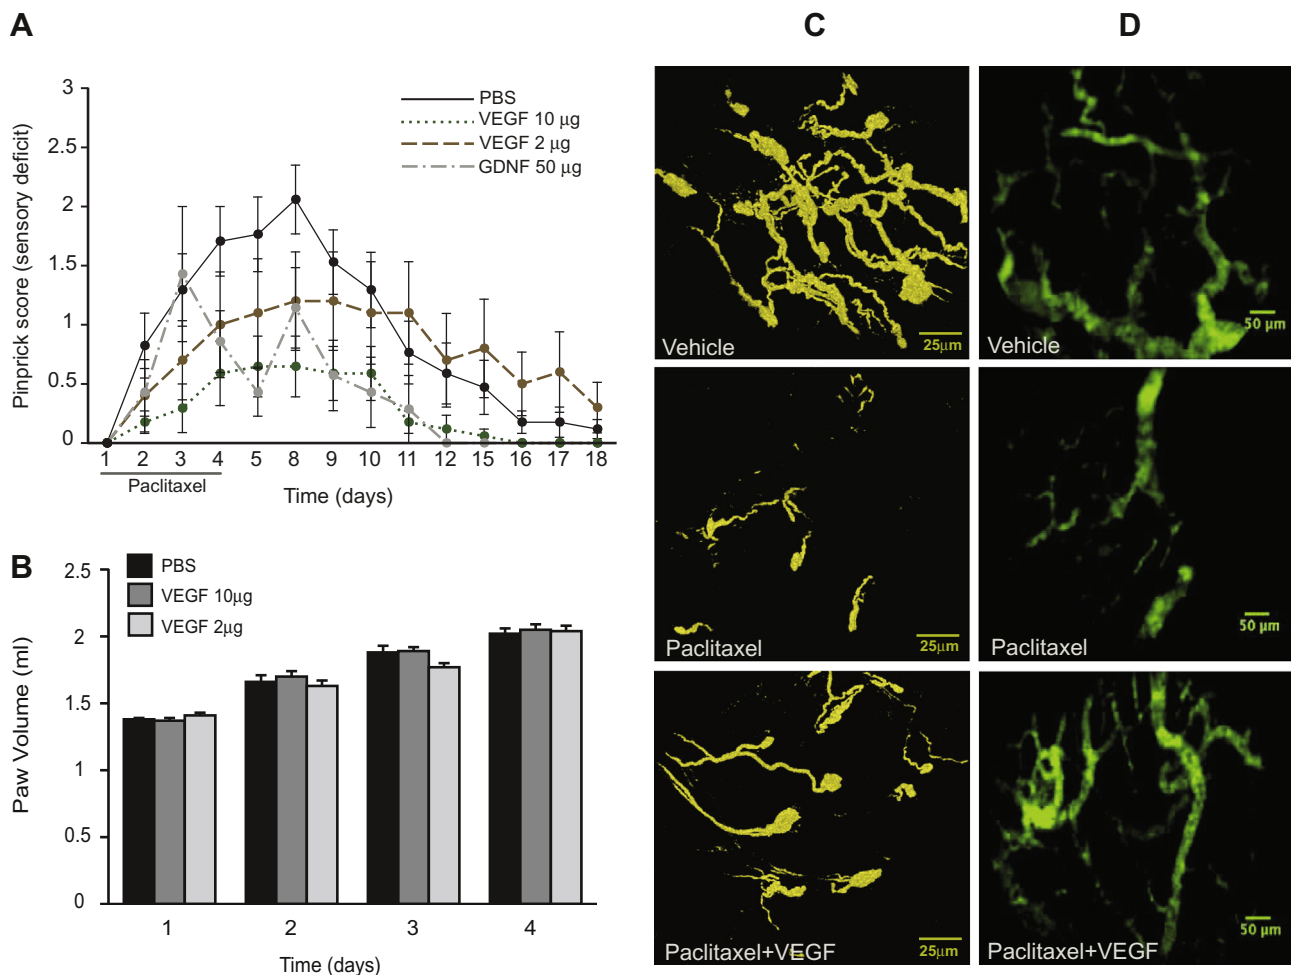 A
C
D
3
2.5
2
1.5
1
0.5
0
Pinprick score (sensory deficit)
PBS
VEGF 10 µg
VEGF 2 µg
GDNF 50 µg
1 2 3 4 5 8 9 10 11 12 15 16 17 18
Paclitaxel
Time (days)
B
2.5
2
1.5
1
0.5
0
Paw Volume (ml)
PBS
VEGF 10µg
VEGF 2µg
1 2 3 4
Time (days)
Vehicle
25µm
Vehicle
50 µm
Paclitaxel
25µm
Paclitaxel
50 µm
Paclitaxel+VEGF
25µm
Paclitaxel+VEGF
50 µm